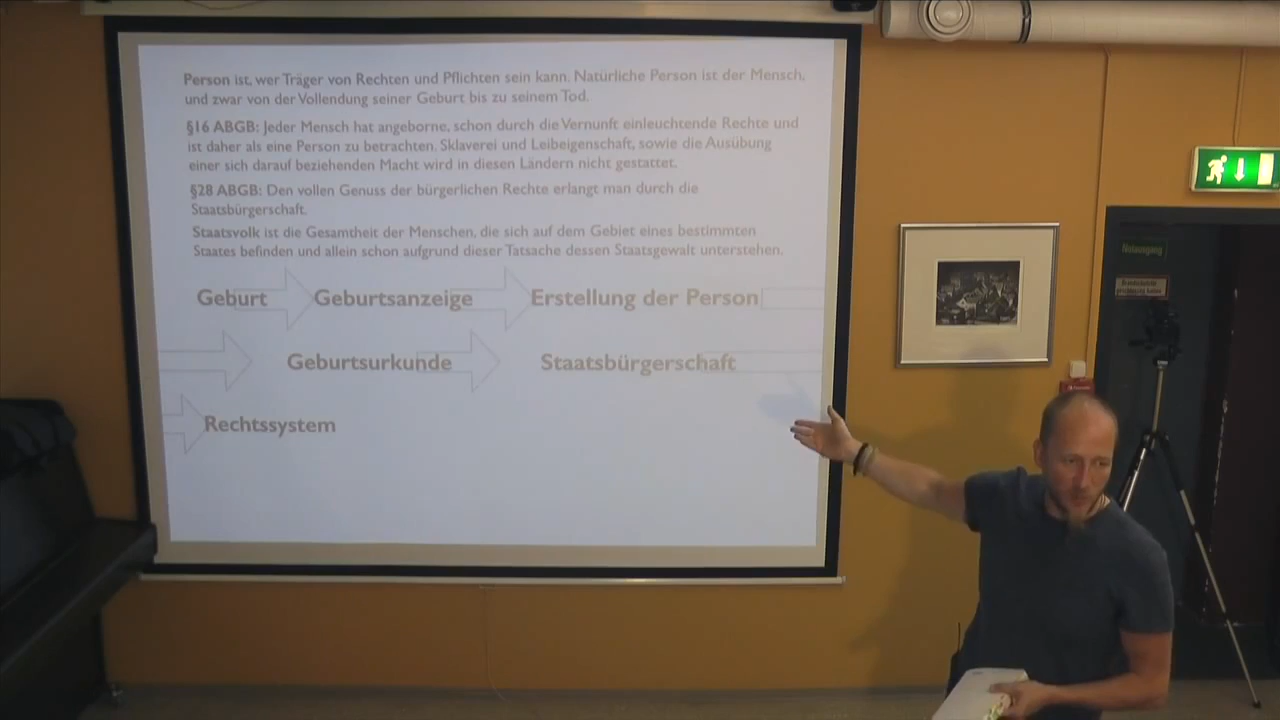 Person ist, wer Träger von Rechten und Pflichten sein kann. Natürliche Person ist der Mensch,
und zwar von der Vollendung seiner Geburt bis zu seinem Tod.
§16 ABGB: Jeder Mensch hat angeborne, schon durch die Vernunft einleuchtende Rechte und
ist daher als eine Person zu betrachten. Sklaverei und Leibeigenschaft, sowie die Ausübung
einer sich darauf beziehenden Macht wird in diesen Ländern nicht gestattet.
§28 ABGB: Den vollen Genuss der bürgerlichen Rechte erlangt man durch die
Staatsbürgerschaft.
Staatsvolk ist die Gesamtheit der Menschen, die sich auf dem Gebiet eines bestimmten
Staates befinden und allein schon aufgrund dieser Tatsache dessen Staatsgewalt unterstehen.
Geburt Geburtsanzeige Erstellung der Person
Geburtsurkunde Staatsbürgerschaft
Rechtssystem
Notausgang